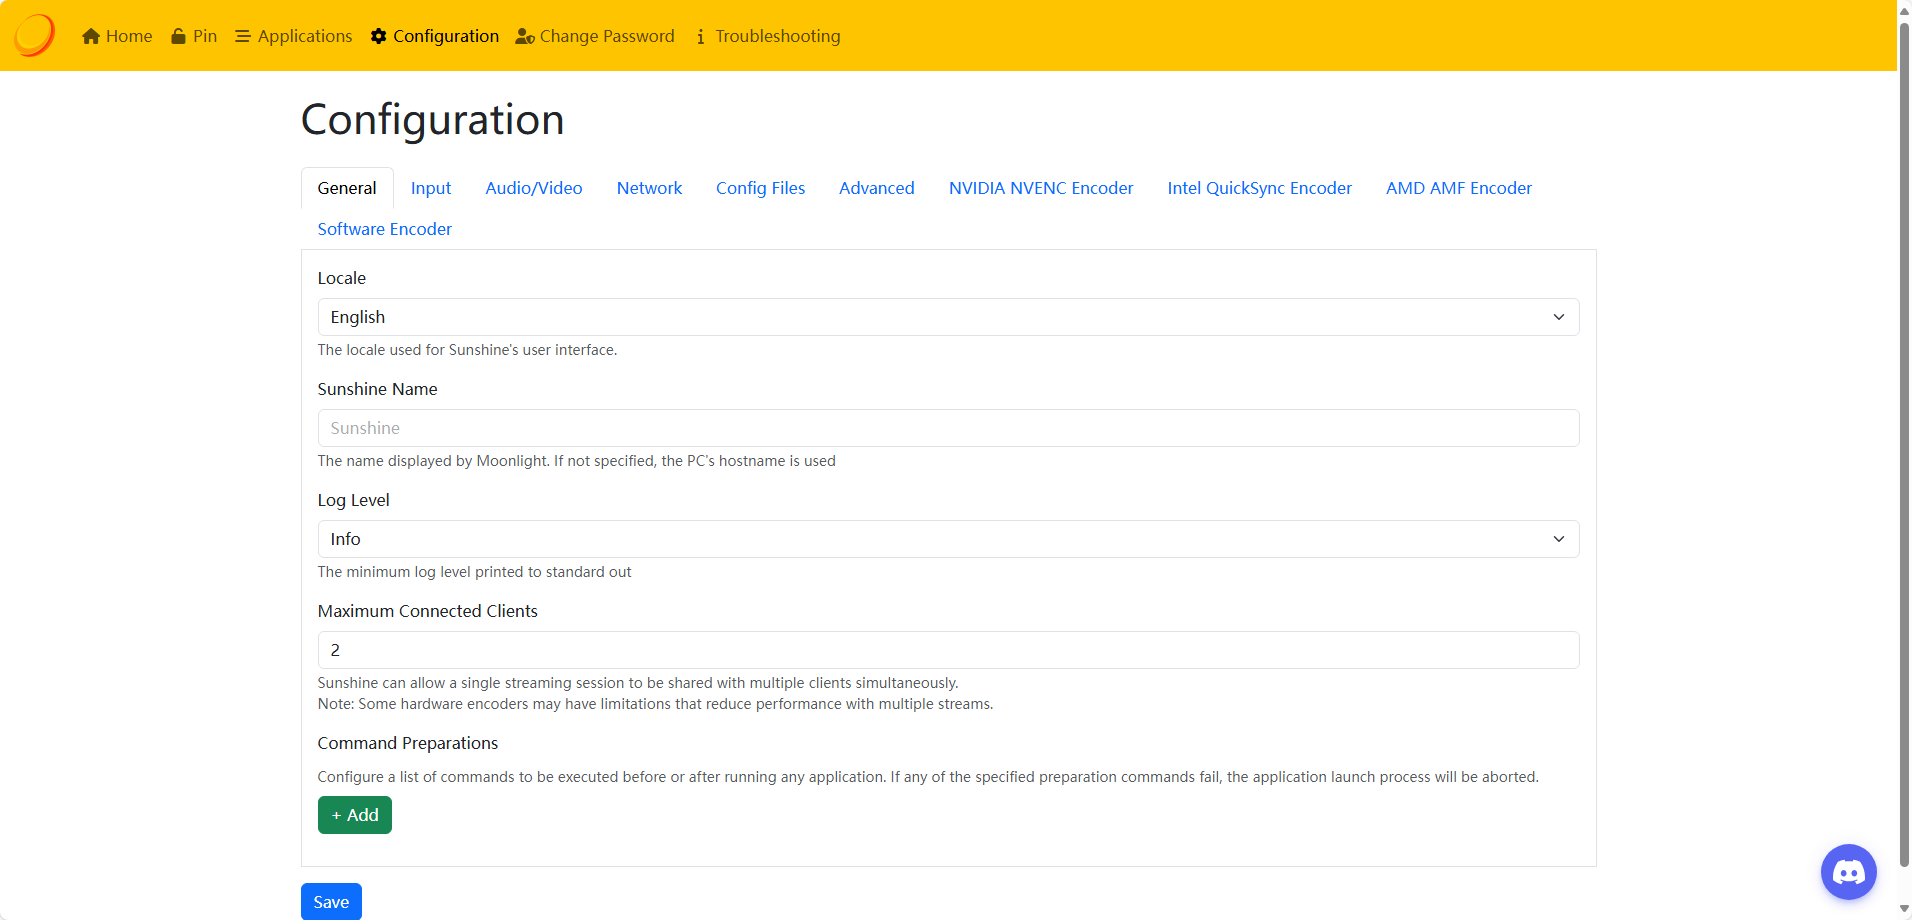 Home Pin Applications Configuration Change Password Troubleshooting
Configuration
General Input Audio/Video Network Config Files Advanced NVIDIA NVENC Encoder Intel QuickSync Encoder AMD AMF Encoder
Software Encoder
Locale
English
The locale used for Sunshine's user interface.
Sunshine Name
Sunshine
The name displayed by Moonlight. If not specified, the PC's hostname is used
Log Level
Info
The minimum log level printed to standard out
Maximum Connected Clients
2
Sunshine can allow a single streaming session to be shared with multiple clients simultaneously.
Note: Some hardware encoders may have limitations that reduce performance with multiple streams.
Command Preparations
Configure a list of commands to be executed before or after running any application. If any of the specified preparation commands fail, the application launch process will be aborted.
+ Add
Save